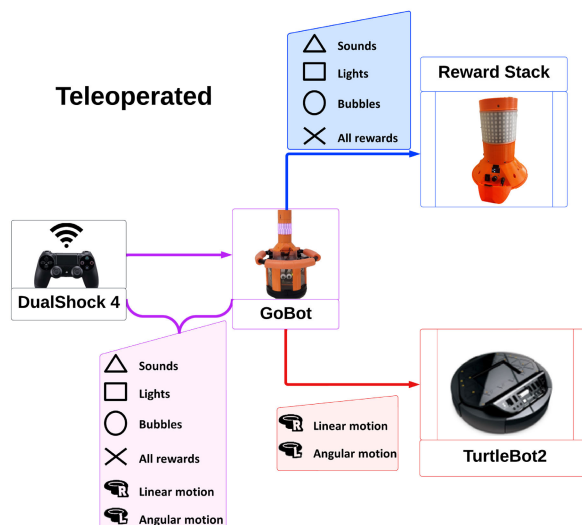 Teleoperated
Sounds
Lights
Bubbles
All rewards
Reward Stack
DualShock 4
GoBot
Sounds
Lights
Bubbles
All rewards
R Linear motion
L Angular motion
R Linear motion
L Angular motion
TurtleBot2